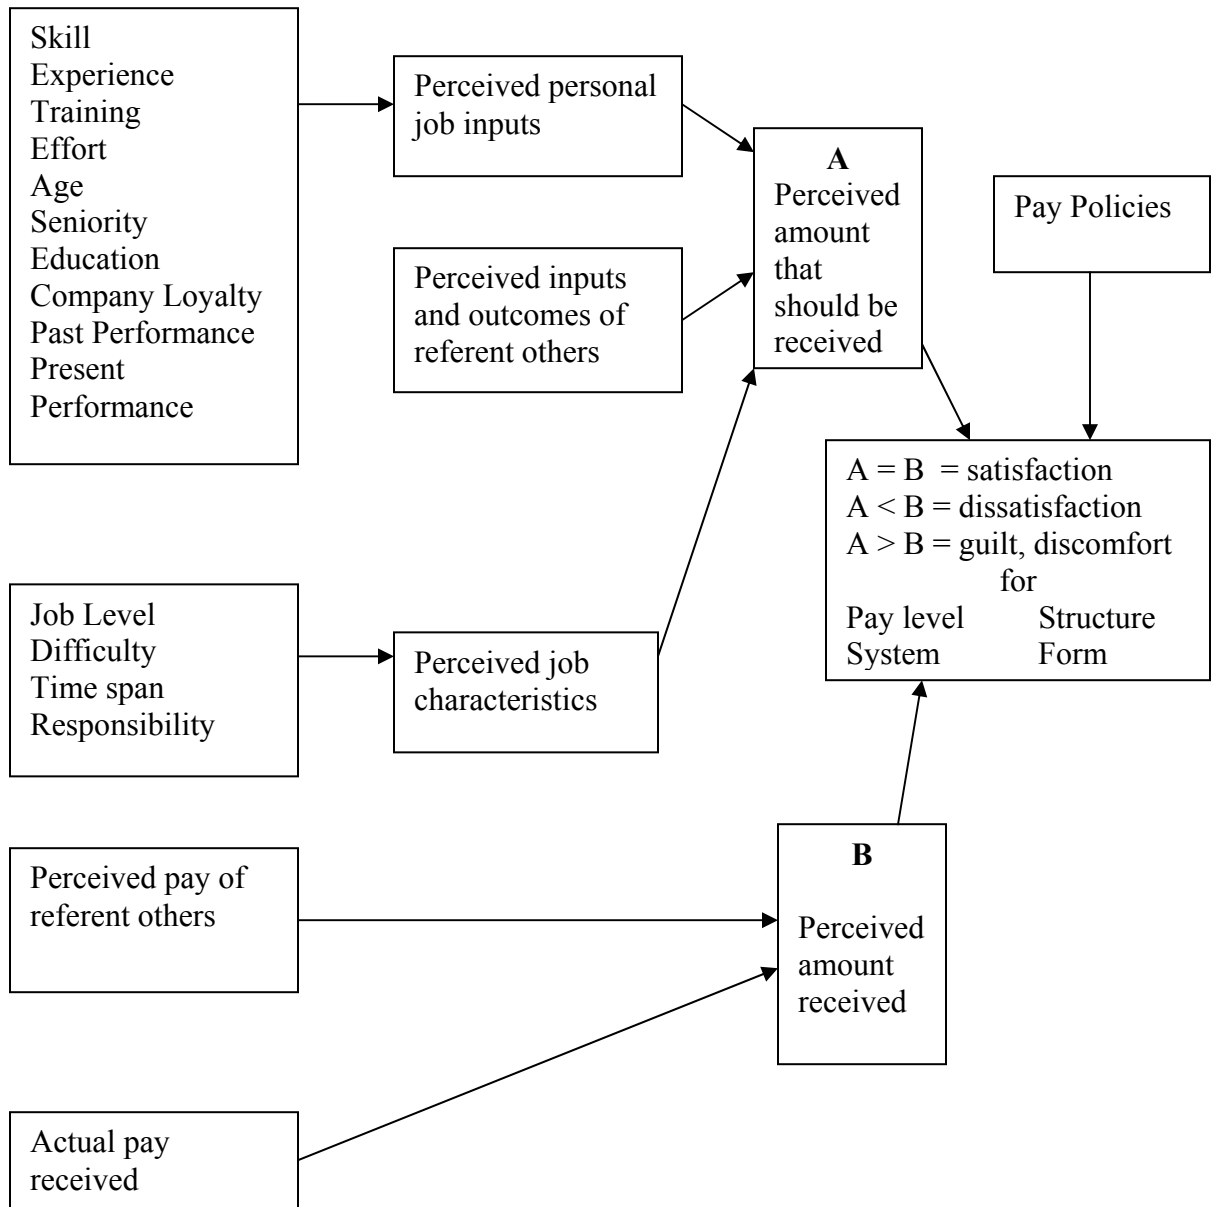 Skill
Experience
Training
Effort
Age
Seniority
Education
Company Loyalty
Past Performance
Present
Performance
Perceived personal
job inputs
Perceived inputs
and outcomes of
referent others
A
Perceived
amount
that
should be
received
Pay Policies
A = B = satisfaction
A < B = dissatisfaction
A > B = guilt, discomfort
for
Pay level Structure
System Form
Job Level
Difficulty
Time span
Responsibility
Perceived job
characteristics
Perceived pay of
referent others
B
Perceived
amount
received
Actual pay
received